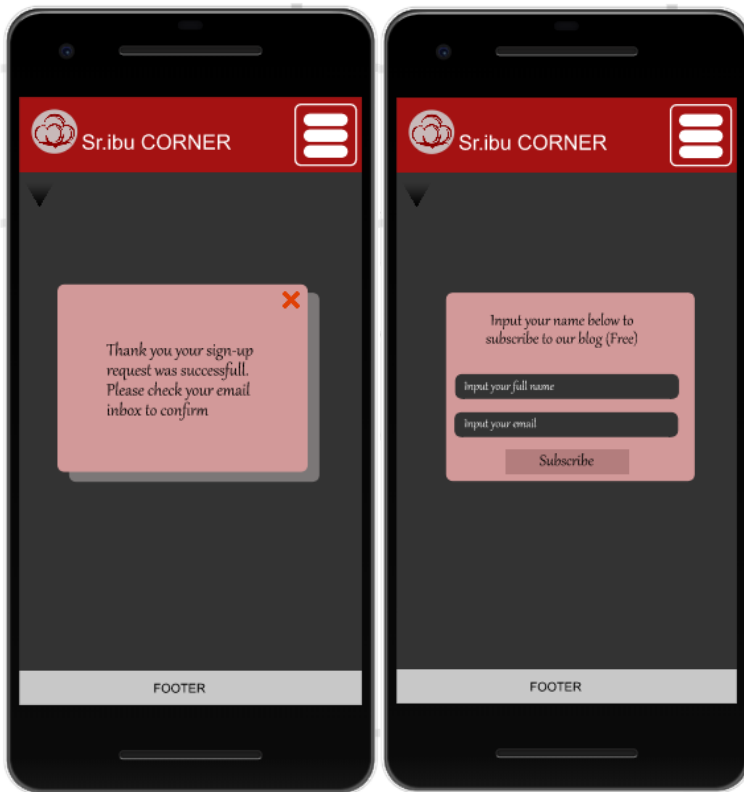 Sr.ibu CORNER
Thank you your sign-up
request was successfull.
Please check your email
inbox to confirm
FOOTER
Sr.ibu CORNER
Input your name below to
subscribe to our blog (Free)
Input your full name
Input your email
Subscribe
FOOTER